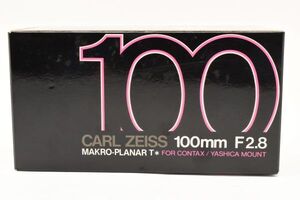 100
CARL ZEISS 100mm F2.8
MAKRO-PLANAR T* FOR CONTAX / YASHICA MOUNT